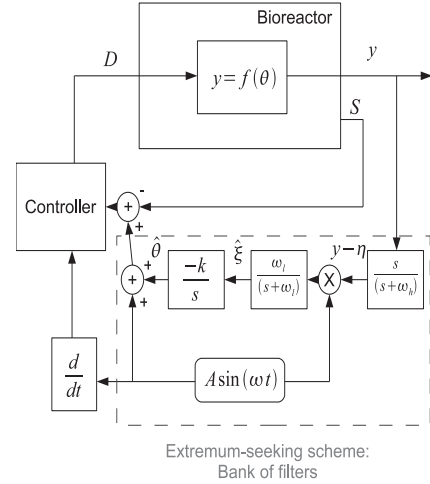 Bioreactor
D
y=f(θ)
y
S
Controller
-
+
+
θ̂
+
+
+
-k/s
ξ̂
ω_l/(s+ω_l)
y-η
X
s/(s+ω_h)
d/dt
A sin(ωt)
Extremum-seeking scheme:
Bank of filters